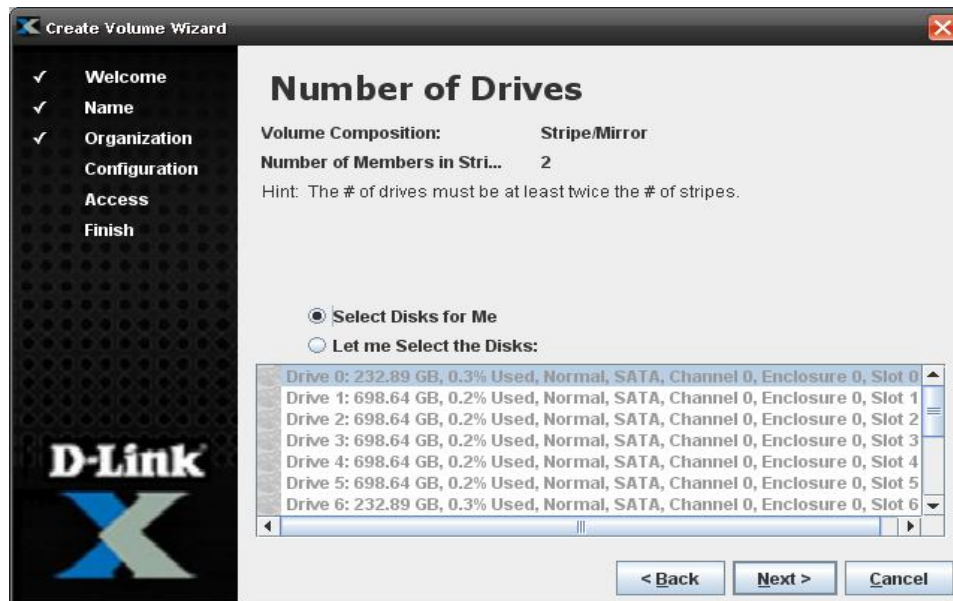 Create Volume Wizard
✓ Welcome
✓ Name
✓ Organization
Configuration
Access
Finish
D-Link
Number of Drives
Volume Composition: Stripe/Mirror
Number of Members in Stri... 2
Hint: The # of drives must be at least twice the # of stripes.
Select Disks for Me
Let me Select the Disks:
Drive 0: 232.89 GB, 0.3% Used, Normal, SATA, Channel 0, Enclosure 0, Slot 0
Drive 1: 698.64 GB, 0.2% Used, Normal, SATA, Channel 0, Enclosure 0, Slot 1
Drive 2: 698.64 GB, 0.2% Used, Normal, SATA, Channel 0, Enclosure 0, Slot 2
Drive 3: 698.64 GB, 0.2% Used, Normal, SATA, Channel 0, Enclosure 0, Slot 3
Drive 4: 698.64 GB, 0.2% Used, Normal, SATA, Channel 0, Enclosure 0, Slot 4
Drive 5: 698.64 GB, 0.2% Used, Normal, SATA, Channel 0, Enclosure 0, Slot 5
Drive 6: 232.89 GB, 0.3% Used, Normal, SATA, Channel 0, Enclosure 0, Slot 6
< Back Next > Cancel